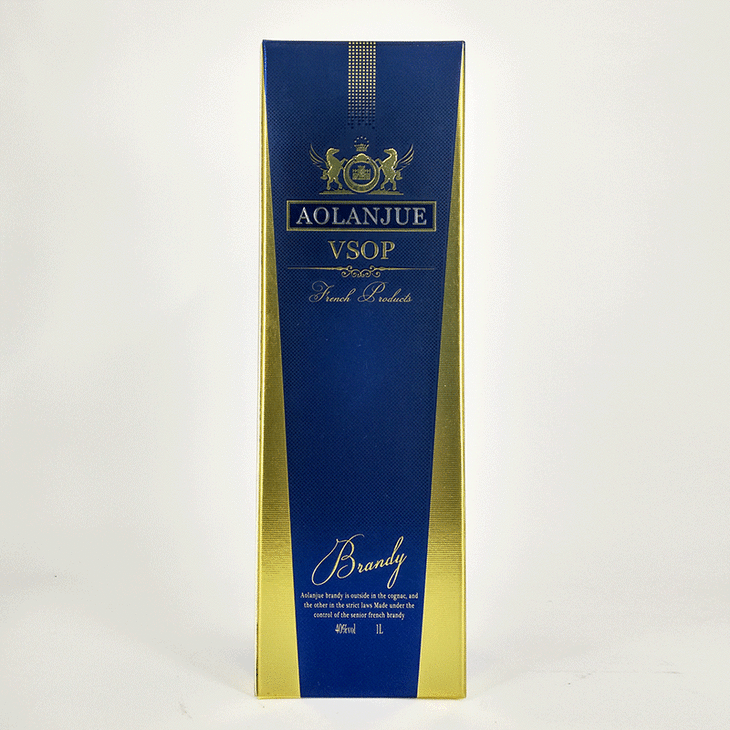 AOLANJUE
VSOP
French Products
Brandy
Aolanjue brandy is outside in the cognac, and
the other in the strict laws Made under the
control of the senior french brandy
40%vol 1L